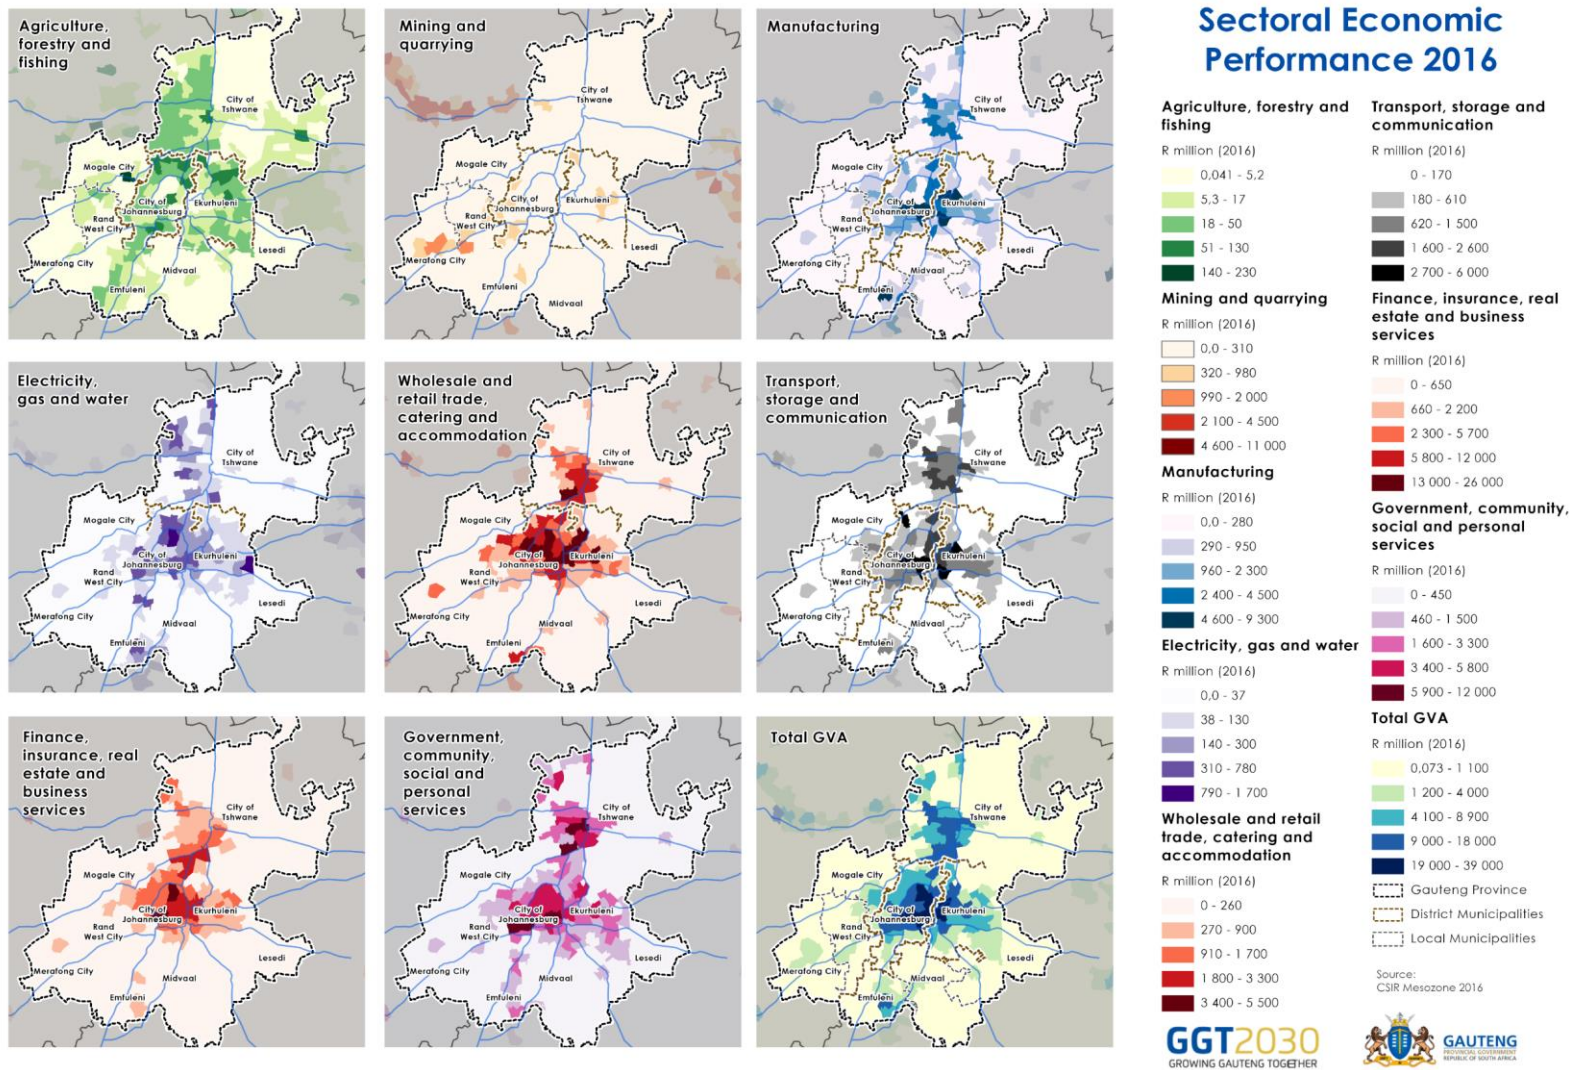 Agriculture,
forestry and
fishing
City of
Tshwane
Mogale City
City of
Johannesburg
Ekurhuleni
Rand
West City
Lesedi
Merafong City
Midvaal
Emfuleni
Mining and
quarrying
City of
Tshwane
Mogale City
City of
Johannesburg
Ekurhuleni
Rand
West City
Lesedi
Merafong City
Emfuleni
Midvaal
Manufacturing
City of
Tshwane
Mogale City
City of
Johannesburg
Ekurhuleni
Rand
West City
Lesedi
Merafong City
Midvaal
Emfuleni
Electricity,
gas and water
City of
Tshwane
Mogale City
City of
Johannesburg
Ekurhuleni
Rand
West City
Lesedi
Merafong City
Midvaal
Emfuleni
Wholesale and
retail trade,
catering and
accommodation
City of
Tshwane
Mogale City
City of
Johannesburg
Ekurhuleni
Rand
West City
Lesedi
Merafong City
Midvaal
Emfuleni
Transport,
storage and
communication
City of
Tshwane
Mogale City
City of
Johannesburg
Ekurhuleni
Rand
West City
Lesedi
Merafong City
Midvaal
Emfuleni
Finance,
insurance, real
estate and
business
services
City of
Tshwane
Mogale City
City of
Johannesburg
Ekurhuleni
Rand
West City
Lesedi
Merafong City
Midvaal
Emfuleni
Government,
community,
social and
personal
services
City of
Tshwane
Mogale City
City of
Johannesburg
Ekurhuleni
Rand
West City
Lesedi
Merafong City
Midvaal
Emfuleni
Total GVA
City of
Tshwane
Mogale City
City of
Johannesburg
Ekurhuleni
Rand
West City
Lesedi
Merafong City
Midvaal
Emfuleni
Sectoral Economic
Performance 2016
Agriculture, forestry and
fishing
R million (2016)
0,041 - 5,2
5,3 - 17
18 - 50
51 - 130
140 - 230
Mining and quarrying
R million (2016)
0,0 - 310
320 - 980
990 - 2 000
2 100 - 4 500
4 600 - 11 000
Manufacturing
R million (2016)
0,0 - 280
290 - 950
960 - 2 300
2 400 - 4 500
4 600 - 9 300
Electricity, gas and water
R million (2016)
0,0 - 37
38 - 130
140 - 300
310 - 780
790 - 1 700
Wholesale and retail
trade, catering and
accommodation
R million (2016)
0 - 260
270 - 900
910 - 1 700
1 800 - 3 300
3 400 - 5 500
Transport, storage and
communication
R million (2016)
0 - 170
180 - 610
620 - 1 500
1 600 - 2 600
2 700 - 6 000
Finance, insurance, real
estate and business
services
R million (2016)
0 - 650
660 - 2 200
2 300 - 5 700
5 800 - 12 000
13 000 - 26 000
Government, community,
social and personal
services
R million (2016)
0 - 450
460 - 1 500
1 600 - 3 300
3 400 - 5 800
5 900 - 12 000
Total GVA
R million (2016)
0,073 - 1 100
1 200 - 4 000
4 100 - 8 900
9 000 - 18 000
19 000 - 39 000
Gauteng Province
District Municipalities
Local Municipalities
Source:
CSIR Mesozone 2016
GGT2030
GROWING GAUTENG TOGETHER
GAUTENG
PROVINCIAL GOVERNMENT
REPUBLIC OF SOUTH AFRICA